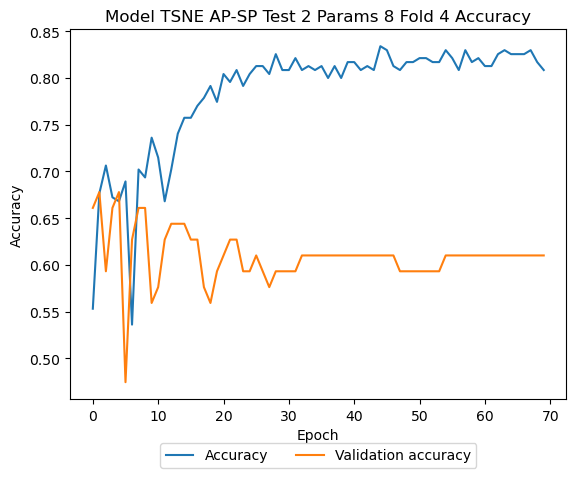 Model TSNE AP-SP Test 2 Params 8 Fold 4 Accuracy
0.85
0.80
0.75
0.70
0.65
0.60
0.55
0.50
Accuracy
0 10 20 30 40 50 60 70
Epoch
Accuracy Validation accuracy